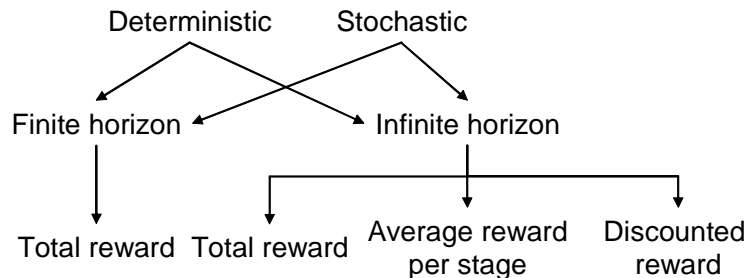 Deterministic
Stochastic
Finite horizon
Infinite horizon
Total reward
Total reward
Average reward
per stage
Discounted
reward